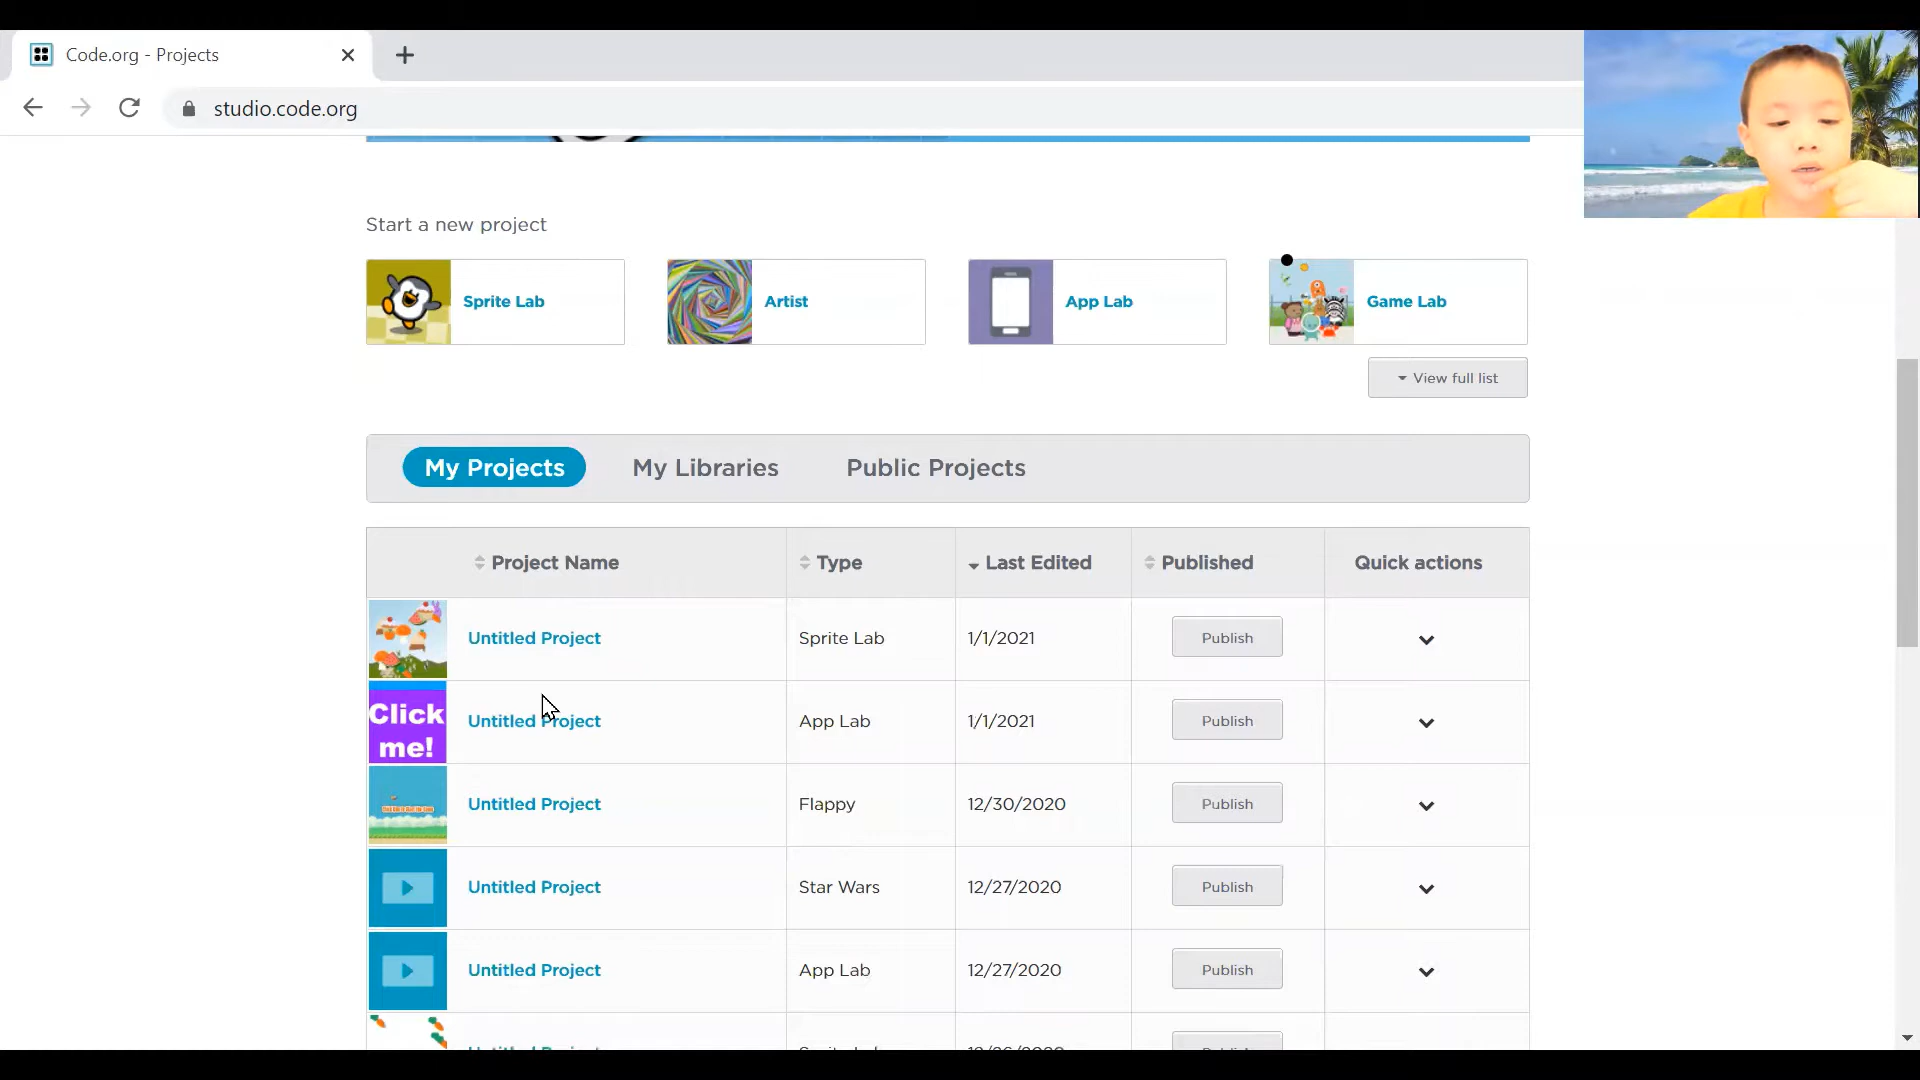 Code.org - Projects
studio.code.org
Start a new project
Sprite Lab
Artist
App Lab
Game Lab
View full list
My Projects
My Libraries
Public Projects
Project Name
Type
Last Edited
Published
Quick actions
Untitled Project
Sprite Lab
1/1/2021
Publish
Click me!
Untitled Project
App Lab
1/1/2021
Publish
Untitled Project
Flappy
12/30/2020
Publish
Untitled Project
Star Wars
12/27/2020
Publish
Untitled Project
App Lab
12/27/2020
Publish